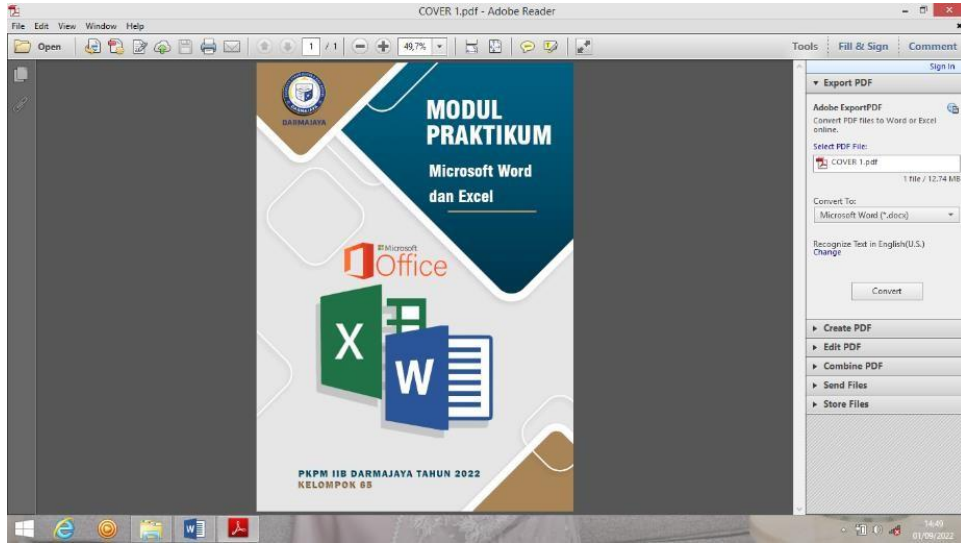 COVER 1.pdf - Adobe Reader
File Edit View Window Help
Open 1 / 1 49,7% Tools Fill & Sign Comment
Sign In
Export PDF
Adobe ExportPDF
Convert PDF files to Word or Excel
online.
Select PDF File:
COVER 1.pdf
1 file / 12.74 MB
Convert To:
Microsoft Word (*.docx)
Recognize Text in English(U.S.)
Change
Convert
Create PDF
Edit PDF
Combine PDF
Send Files
Store Files
DARMAJAYA
MODUL
PRAKTIKUM
Microsoft Word
dan Excel
Microsoft
Office
X
W
PKPM IIB DARMAJAYA TAHUN 2022
KELOMPOK 65
14:49
01/09/2022